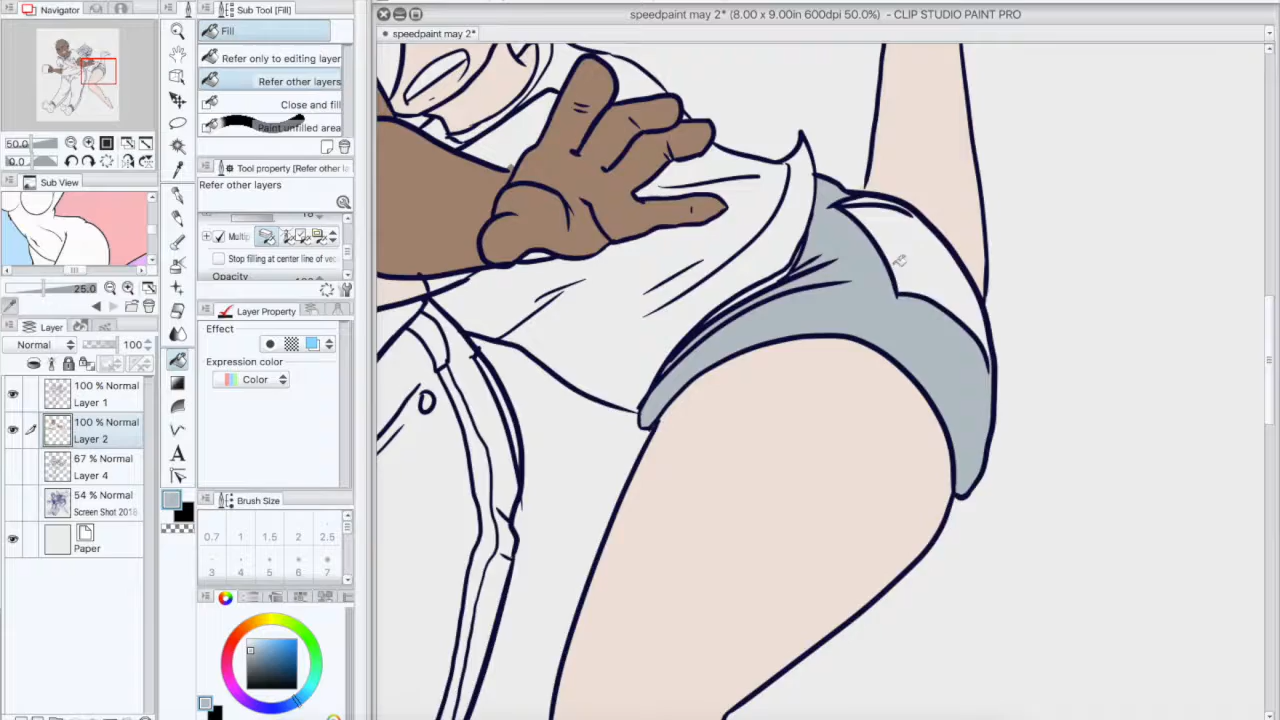 Navigator
Sub Tool [Fill]
speedpaint may 2* (8.00 x 9.00in 600dpi 50.0%) - CLIP STUDIO PAINT PRO
Fill
speedpaint may 2*
Refer only to editing layer
Refer other layers
Close and fill
Paint unfilled area
50.0
0.0
Tool property [Refer other la
Sub View
Refer other layers
Multip
Stop filling at center line of vec
Opacity
25.0
Layer Property
Layer
Effect
Normal
100
Expression color
Color
100 % Normal
Layer 1
100 % Normal
Layer 2
67 % Normal
Layer 4
54 % Normal
Screen Shot 2018
Brush Size
Paper
0.7 1 1.5 2 2.5
3 4 5 6 7